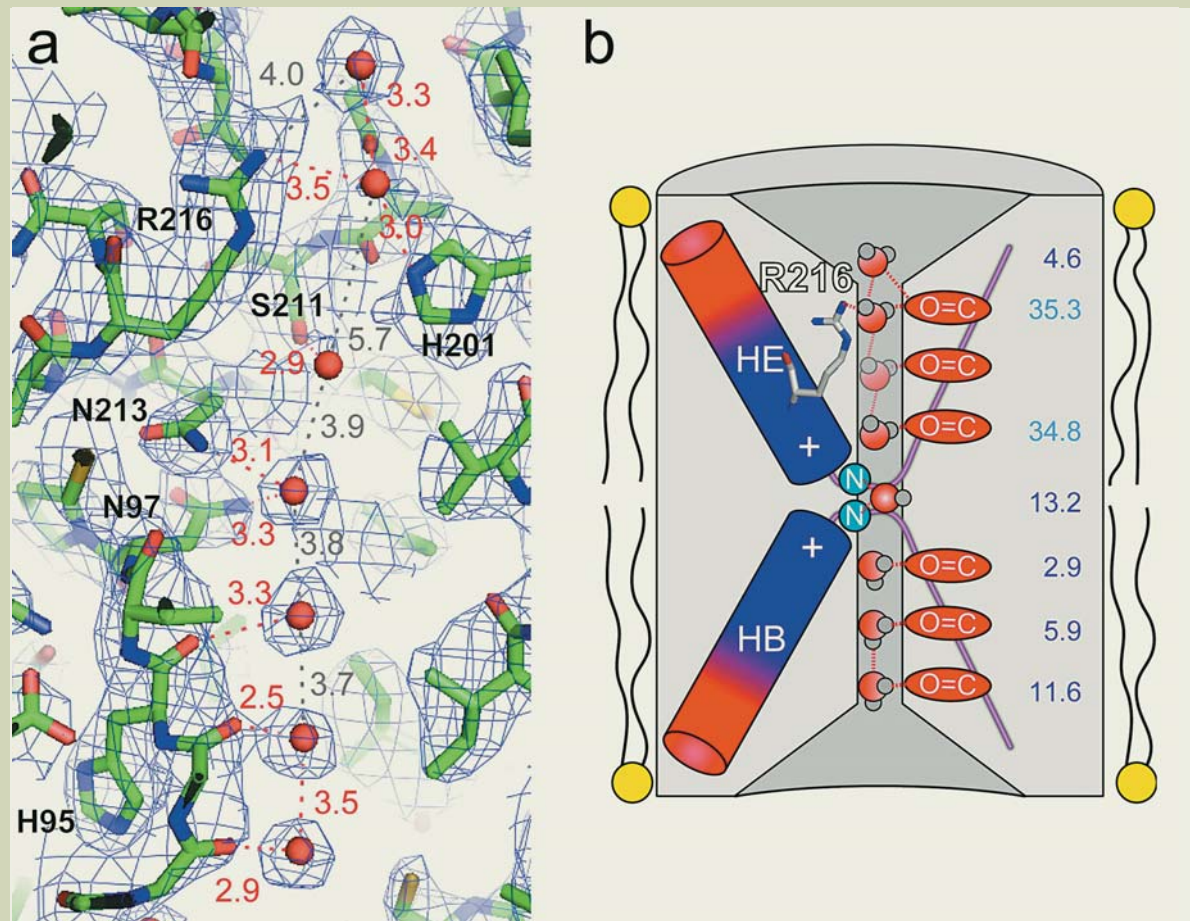 a
4.0
3.3
3.4
3.5
R216
3.0
S211
H201
5.7
2.9
N213
3.9
3.1
N97
3.3
3.8
3.3
3.7
2.5
3.5
H95
2.9
b
R216
4.6
O=C
35.3
HE
O=C
O=C
34.8
+
N
13.2
N
+
O=C
2.9
HB
O=C
5.9
O=C
11.6